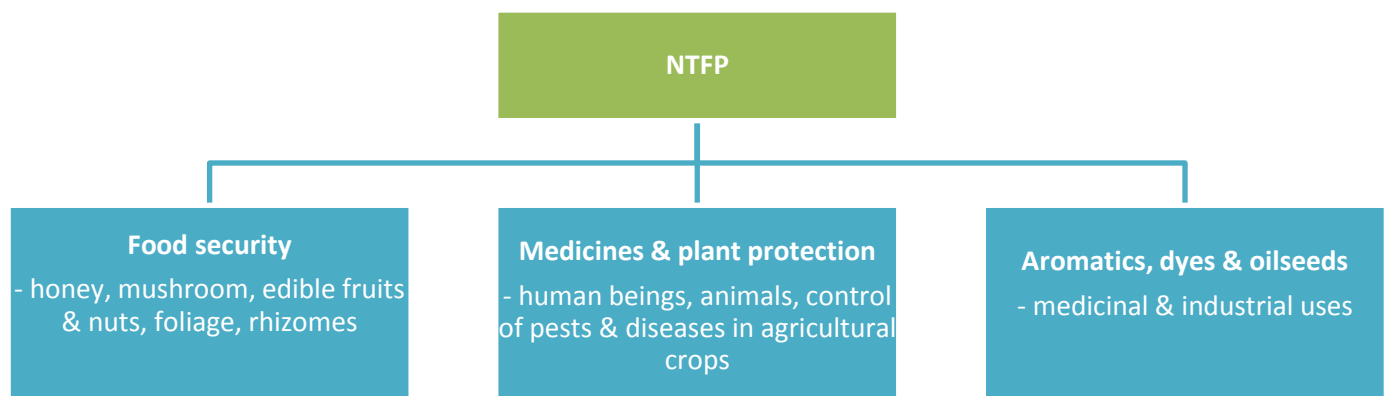 NTFP
Food security
- honey, mushroom, edible fruits
& nuts, foliage, rhizomes
Medicines & plant protection
- human beings, animals, control
of pests & diseases in agricultural
crops
Aromatics, dyes & oilseeds
- medicinal & industrial uses